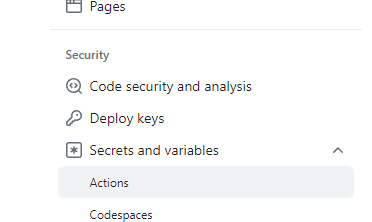 Pages
Security
Code security and analysis
Deploy keys
Secrets and variables
Actions
Codespaces